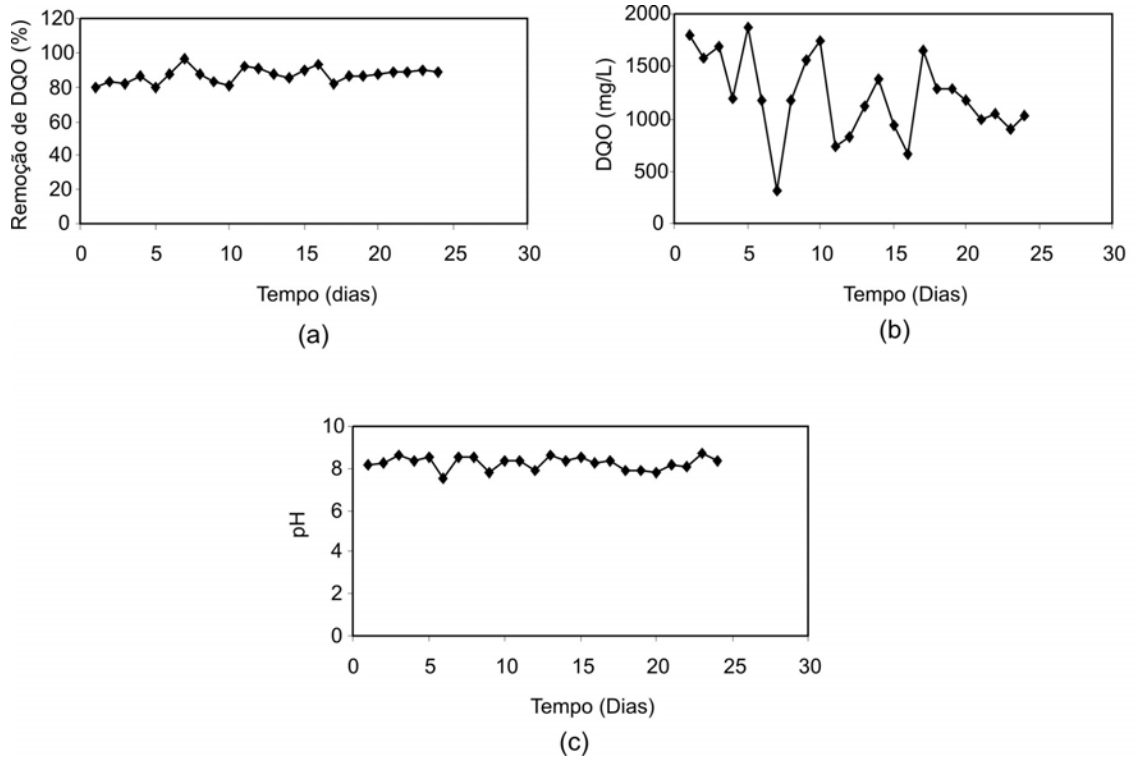 Remoção de DQO (%)
120
100
80
60
40
20
0
0 5 10 15 20 25 30
Tempo (dias)
(a)
DQO (mg/L)
2000
1500
1000
500
0
0 5 10 15 20 25 30
Tempo (Dias)
(b)
pH
10
8
6
4
2
0
0 5 10 15 20 25 30
Tempo (Dias)
(c)